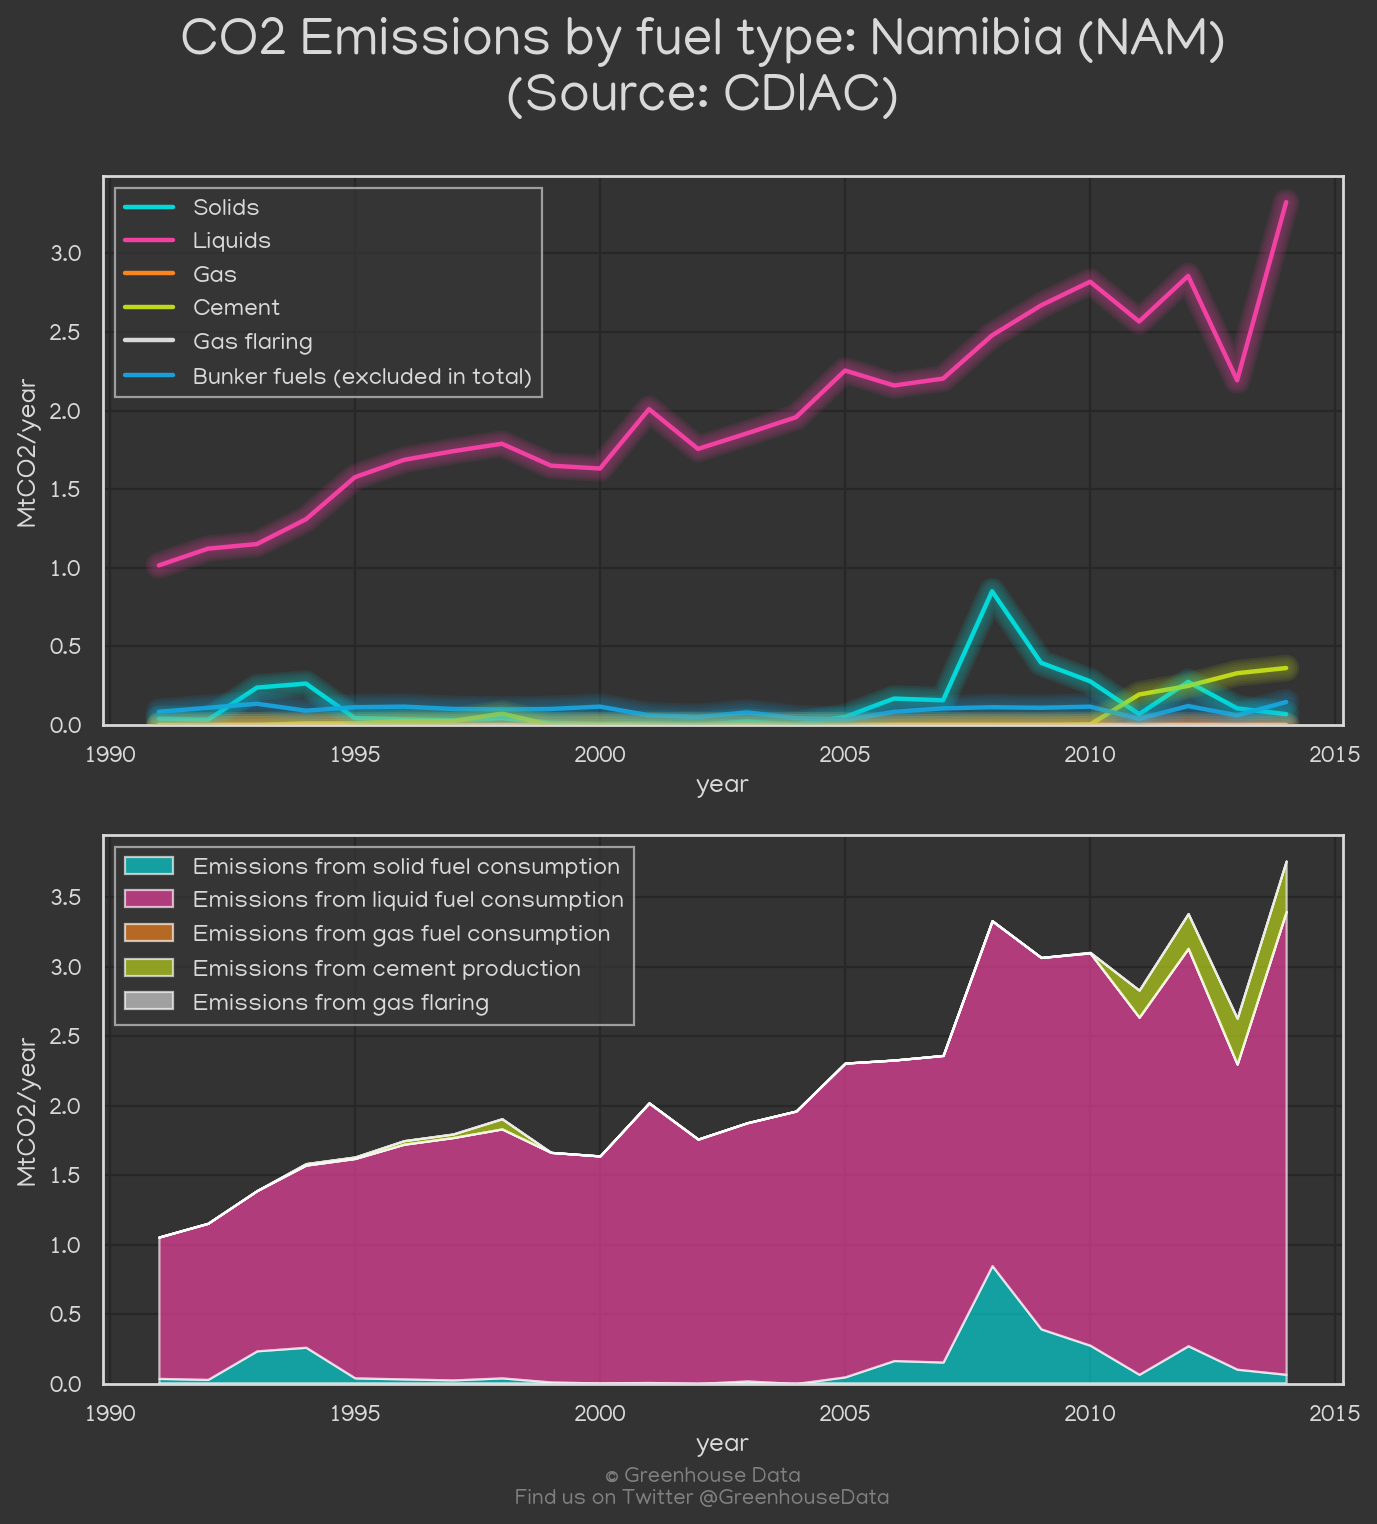 CO2 Emissions by fuel type: Namibia (NAM)
(Source: CDIAC)
Solids
Liquids
Gas
Cement
Gas flaring
Bunker fuels (excluded in total)
MtCO2/year
3.0
2.5
2.0
1.5
1.0
0.5
0.0
1990 1995 2000 2005 2010 2015
year
Emissions from solid fuel consumption
Emissions from liquid fuel consumption
Emissions from gas fuel consumption
Emissions from cement production
Emissions from gas flaring
MtCO2/year
3.5
3.0
2.5
2.0
1.5
1.0
0.5
0.0
1990 1995 2000 2005 2010 2015
year
© Greenhouse Data
Find us on Twitter @GreenhouseData